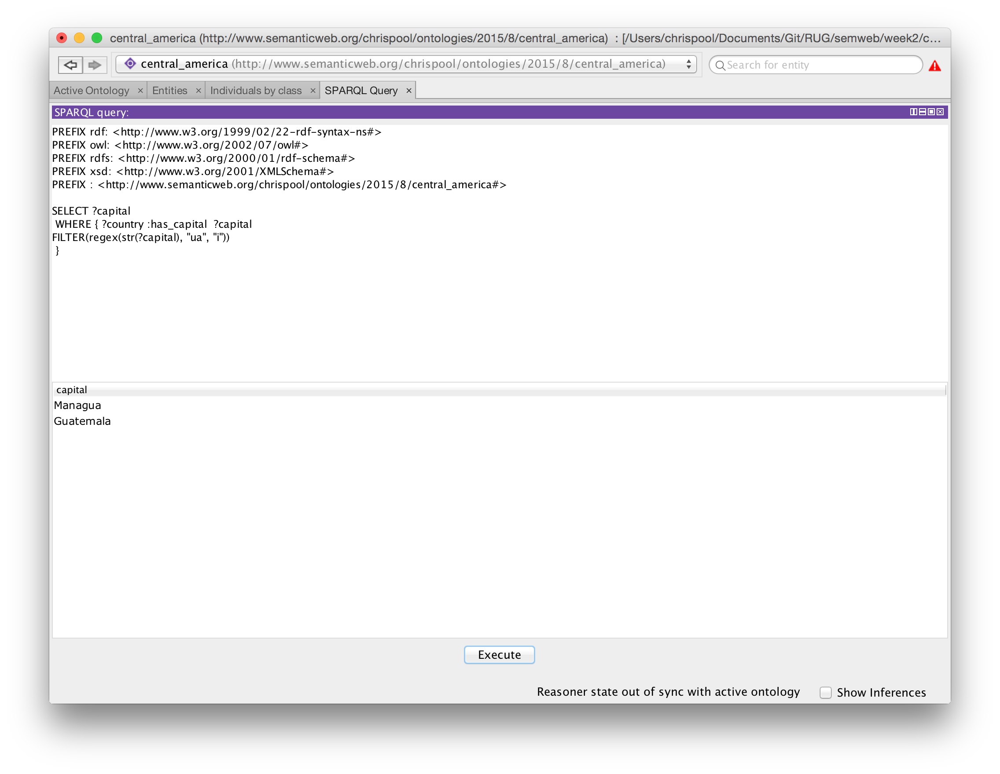 central_america (http://www.semanticweb.org/chrispool/ontologies/2015/8/central_america)  : [/Users/chrispool/Documents/Git/RUG/semweb/week2/c...
central_america (http://www.semanticweb.org/chrispool/ontologies/2015/8/central_america)
Search for entity
Active Ontology × Entities × Individuals by class × SPARQL Query ×
SPARQL query:
PREFIX rdf: <http://www.w3.org/1999/02/22-rdf-syntax-ns#>
PREFIX owl: <http://www.w3.org/2002/07/owl#>
PREFIX rdfs: <http://www.w3.org/2000/01/rdf-schema#>
PREFIX xsd: <http://www.w3.org/2001/XMLSchema#>
PREFIX : <http://www.semanticweb.org/chrispool/ontologies/2015/8/central_america#>
SELECT ?capital
WHERE { ?country :has_capital  ?capital
FILTER(regex(str(?capital), "ua", "i"))
}
capital
Managua
Guatemala
Execute
Reasoner state out of sync with active ontology
Show Inferences